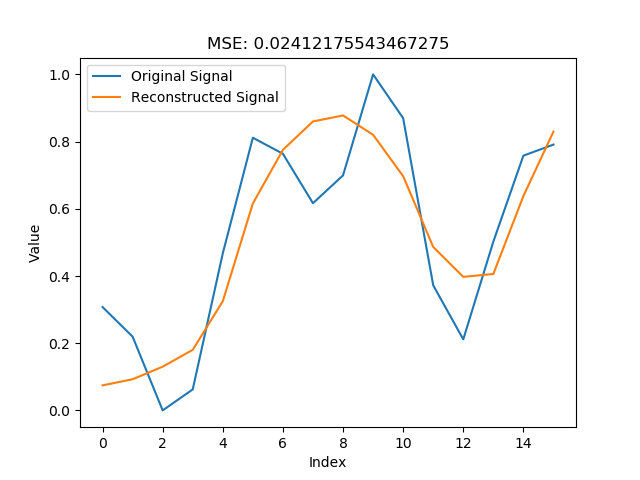 MSE: 0.02412175543467275
Original Signal
Reconstructed Signal
1.0
0.8
0.6
0.4
0.2
0.0
Value
0 2 4 6 8 10 12 14
Index